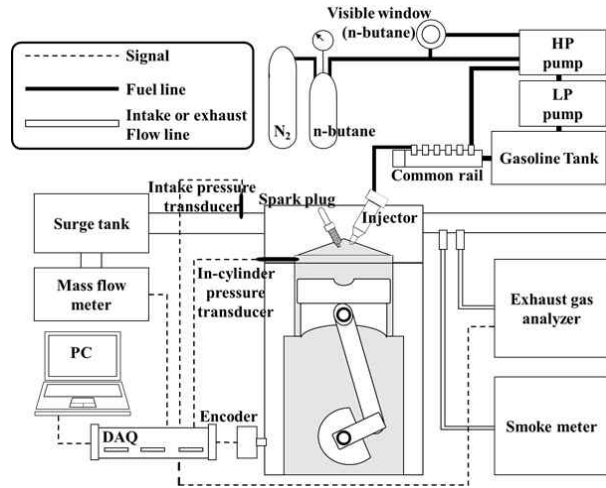 Signal
Fuel line
Intake or exhaust
Flow line
Visible window
(n-butane)
HP
pump
LP
pump
N2
n-butane
Gasoline Tank
Common rail
Intake pressure
transducer
Spark plug
Injector
Surge tank
In-cylinder
pressure
transducer
Mass flow
meter
Exhaust gas
analyzer
PC
Encoder
DAQ
Smoke meter